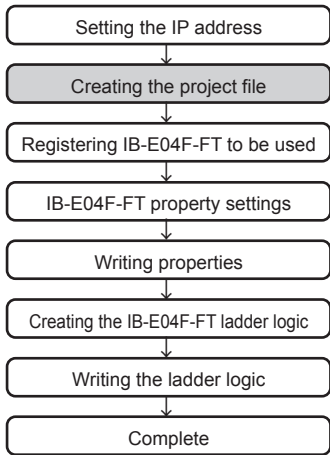 Setting the IP address
Creating the project file
Registering IB-E04F-FT to be used
IB-E04F-FT property settings
Writing properties
Creating the IB-E04F-FT ladder logic
Writing the ladder logic
Complete